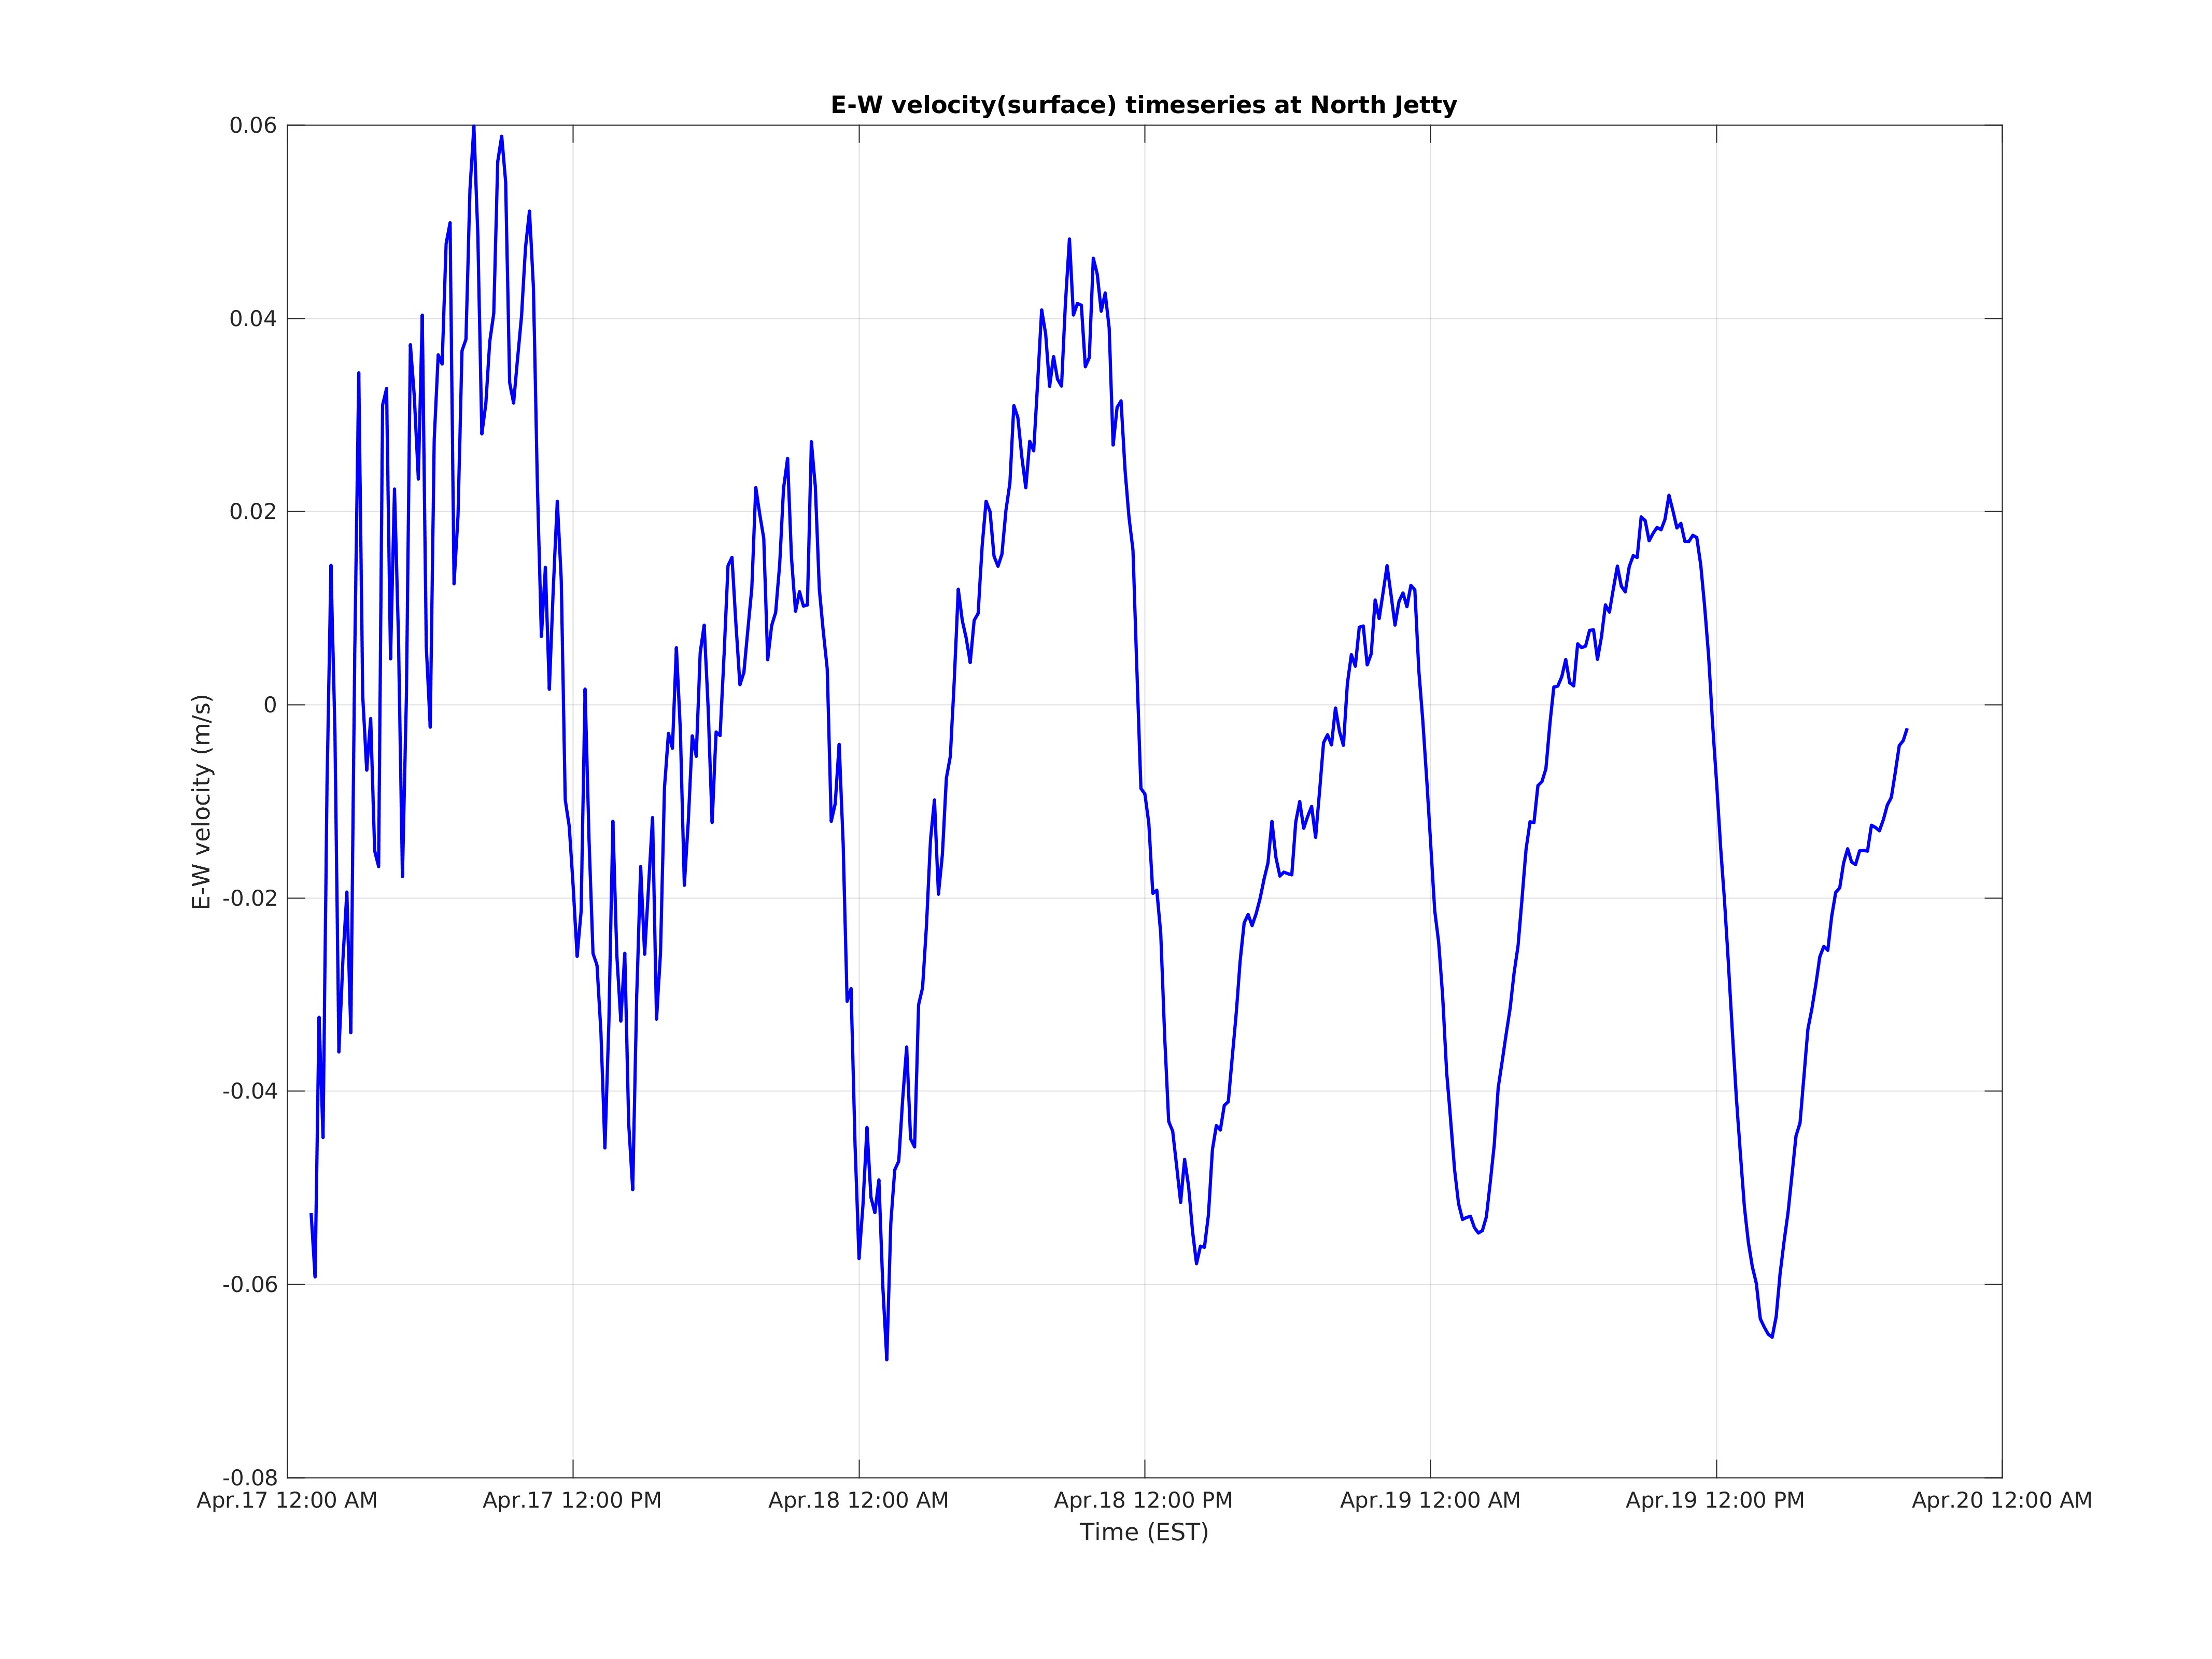 E-W velocity(surface) timeseries at North Jetty
0.06
0.04
0.02
0
-0.02
-0.04
-0.06
-0.08
E-W velocity (m/s)
Apr.17 12:00 AM Apr.17 12:00 PM Apr.18 12:00 AM Apr.18 12:00 PM Apr.19 12:00 AM Apr.19 12:00 PM Apr.20 12:00 AM
Time (EST)